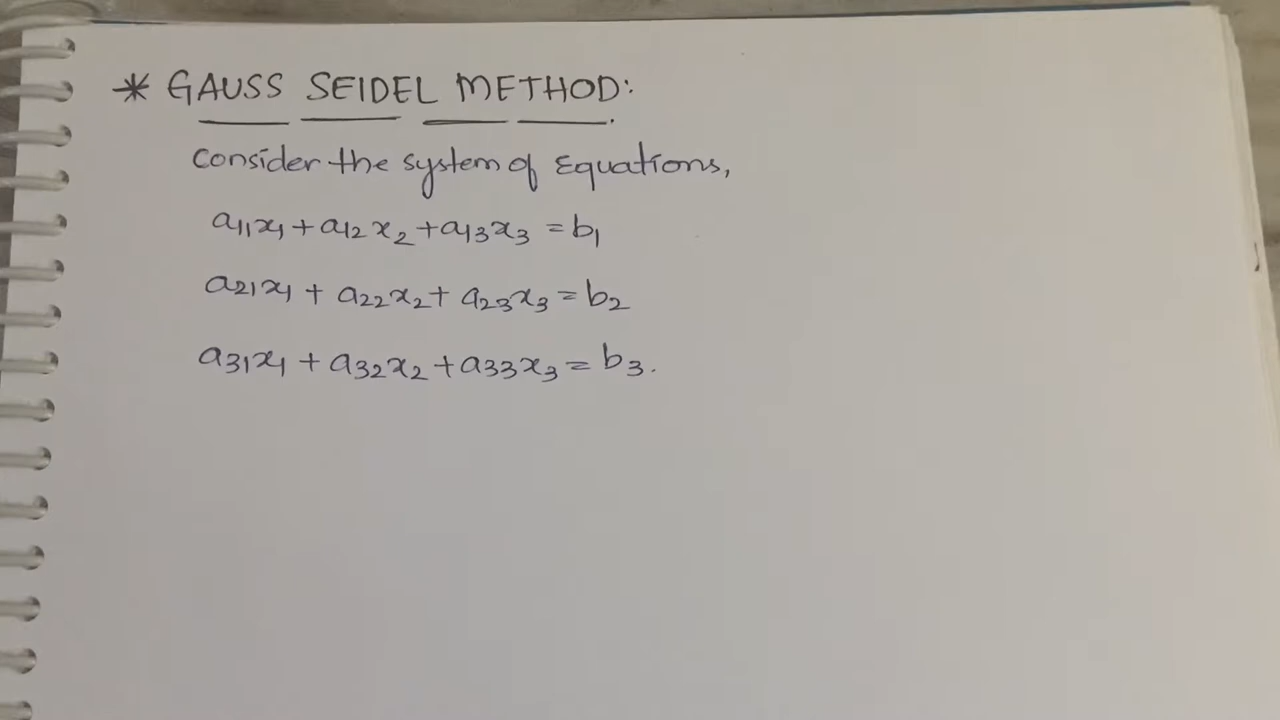 * GAUSS SEIDEL METHOD:
Consider the system of Equations,
a₁₁x₁ + a₁₂x₂ + a₁₃x₃ = b₁
a₂₁x₁ + a₂₂x₂ + a₂₃x₃ = b₂
a₃₁x₁ + a₃₂x₂ + a₃₃x₃ = b₃.